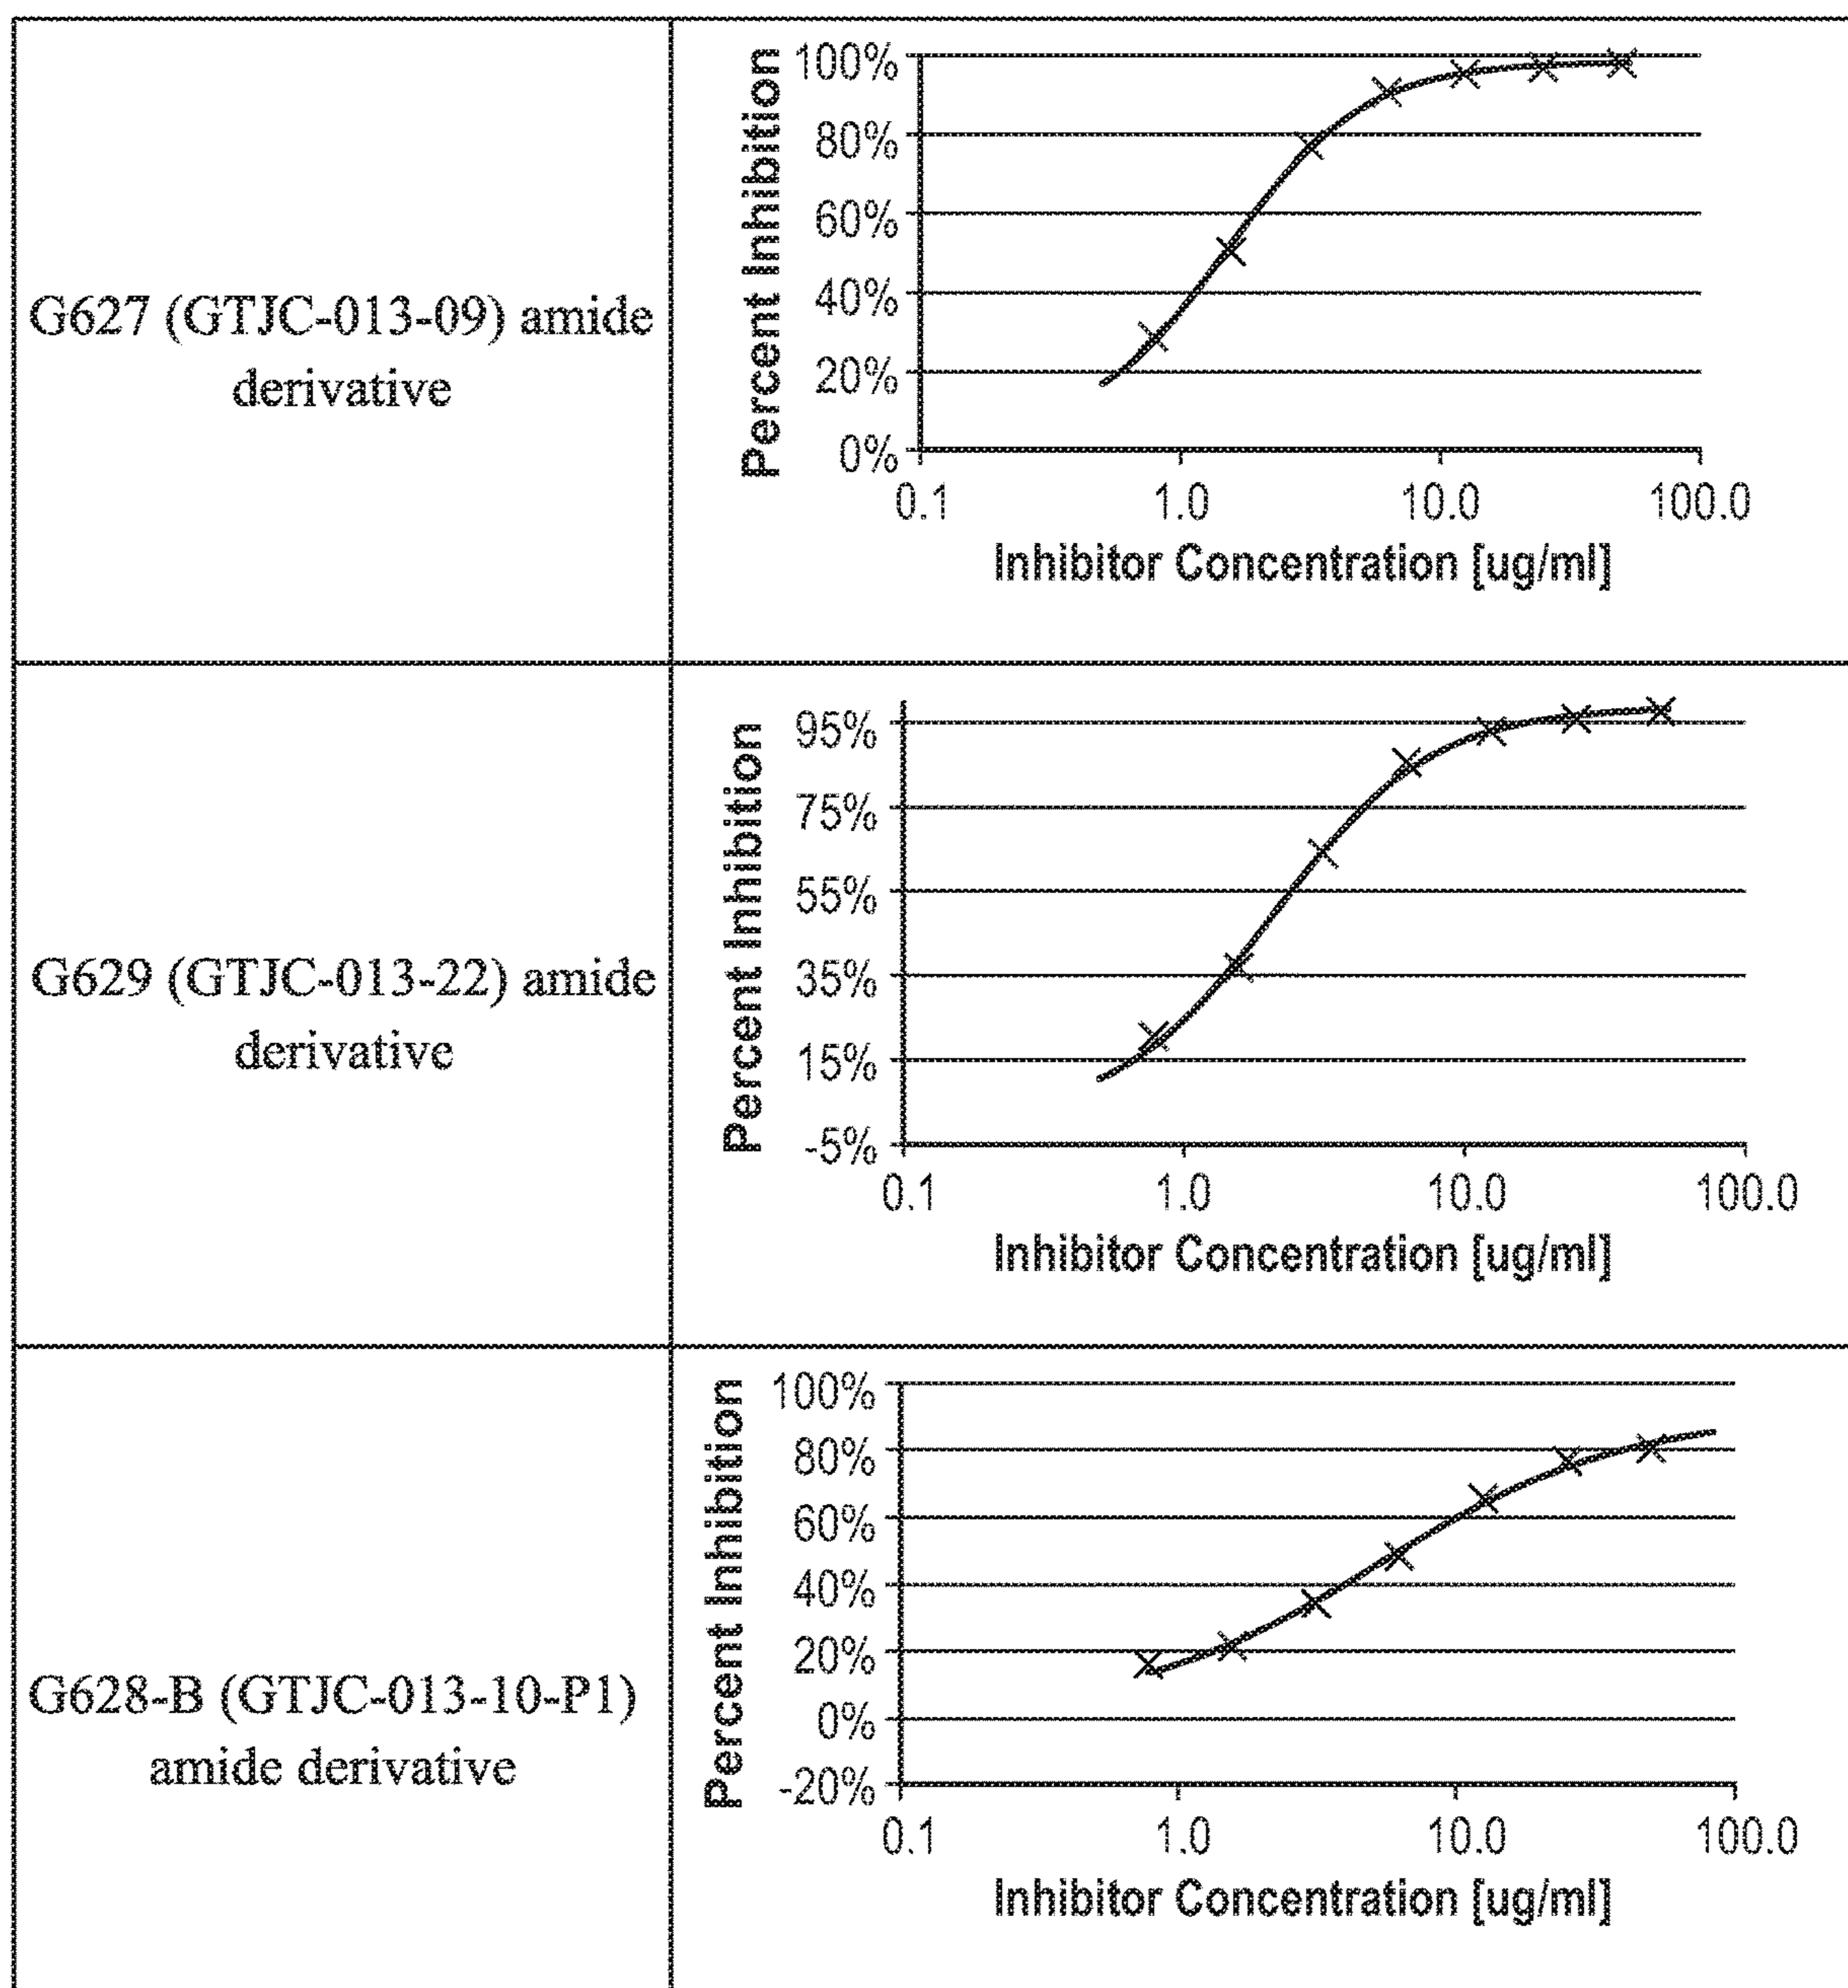 G627 (GTJC-013-09) amide
derivative
Percent Inhibition
100%
80%
60%
40%
20%
0%
0.1 1.0 10.0 100.0
Inhibitor Concentration [ug/ml]
G629 (GTJC-013-22) amide
derivative
Percent Inhibition
95%
75%
55%
35%
15%
-5%
0.1 1.0 10.0 100.0
Inhibitor Concentration [ug/ml]
G628-B (GTJC-013-10-P1)
amide derivative
Percent Inhibition
100%
80%
60%
40%
20%
0%
-20%
0.1 1.0 10.0 100.0
Inhibitor Concentration [ug/ml]